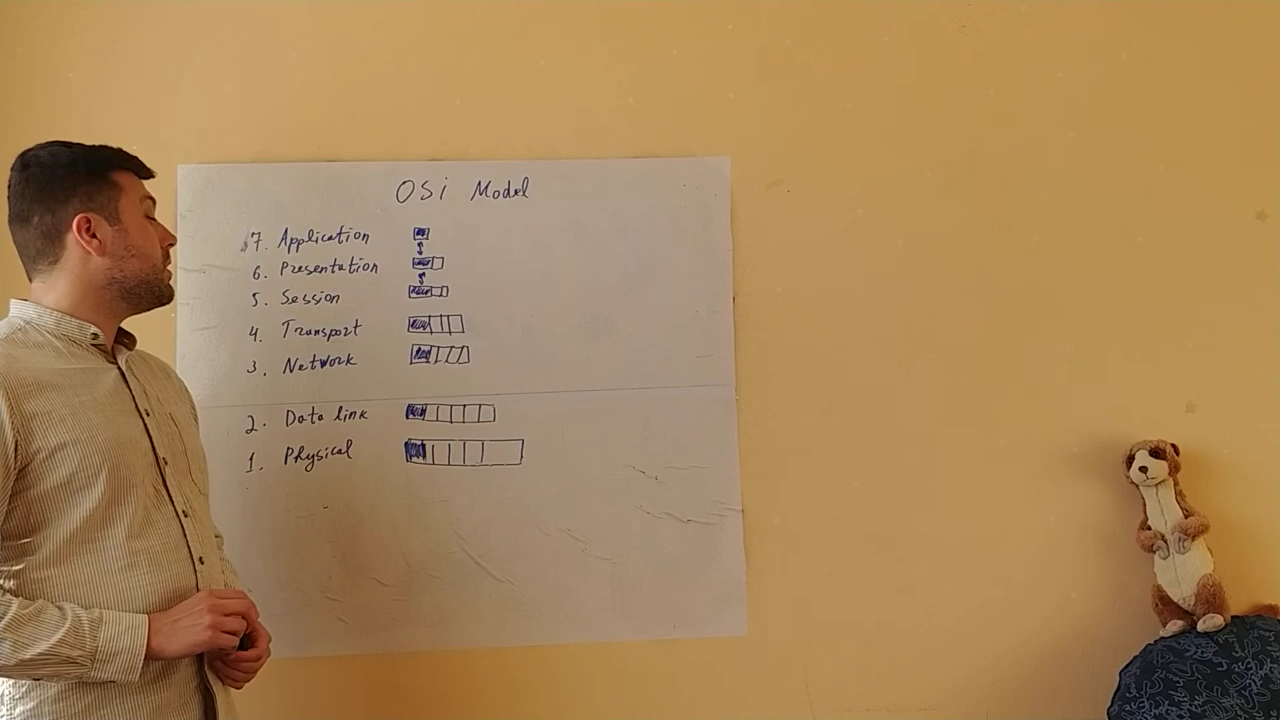 OSi Model
7. Application
6. Presentation
5. Session
4. Transport
3. Network
2. Data link
1. Physical